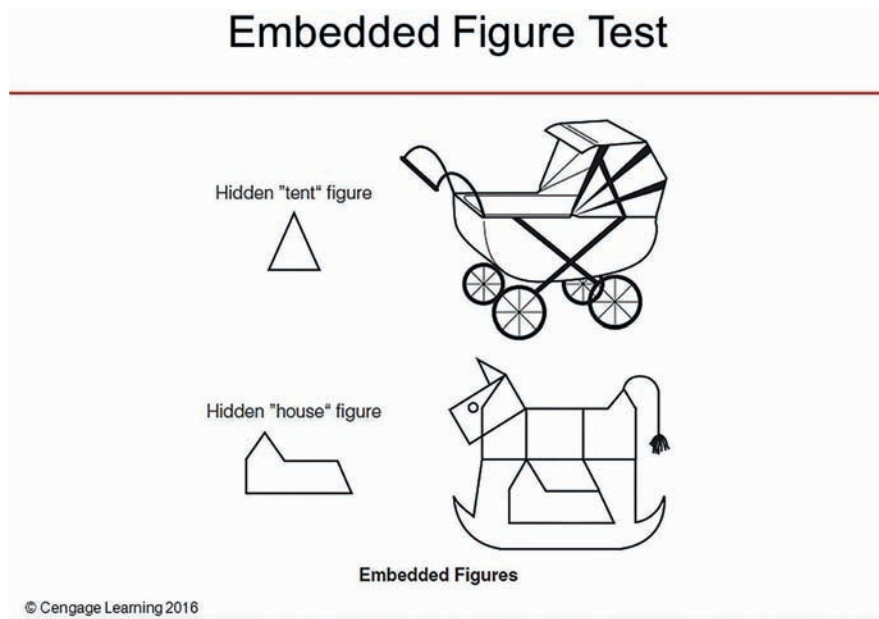 Embedded Figure Test
Hidden "tent“ figure
Hidden "house“ figure
Embedded Figures
© Cengage Learning 2016